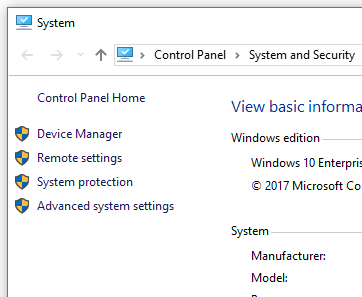 System
Control Panel > System and Security
Control Panel Home
Device Manager
Remote settings
System protection
Advanced system settings
View basic informa
Windows edition
Windows 10 Enterpris
© 2017 Microsoft Co
System
Manufacturer:
Model: